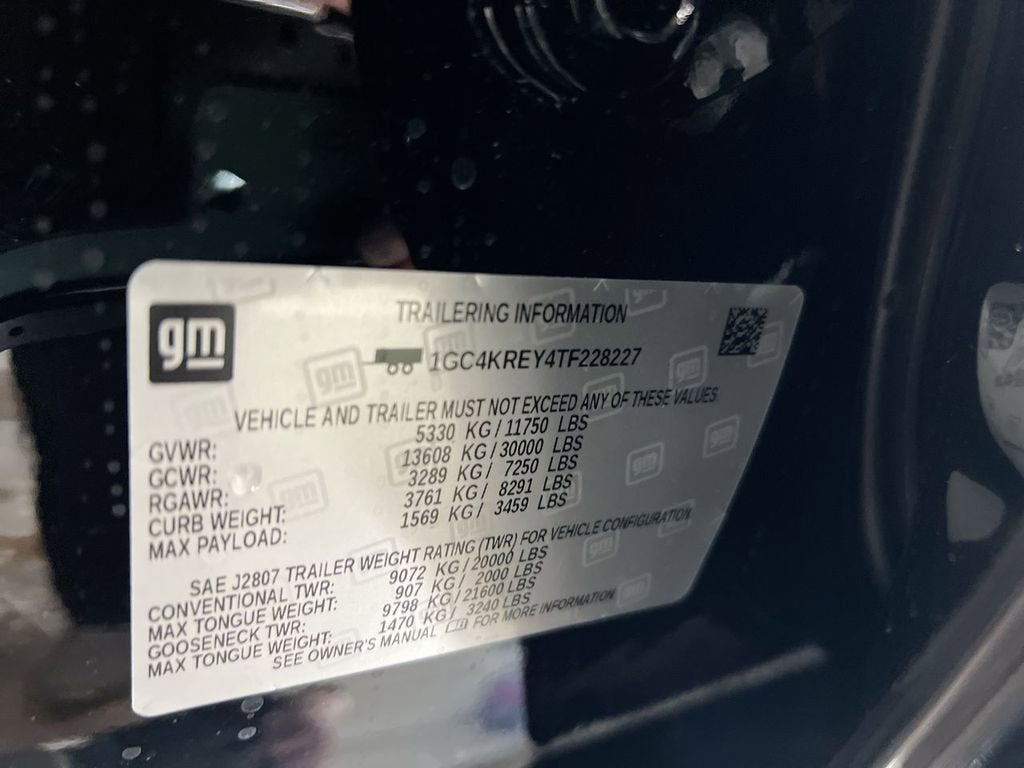 gm
TRAILERING INFORMATION
1GC4KREY4TF228227
VEHICLE AND TRAILER MUST NOT EXCEED ANY OF THESE VALUES
GVWR: 5330 KG / 11750 LBS
GCWR: 13608 KG / 30000 LBS
RGAWR: 3289 KG / 7250 LBS
CURB WEIGHT: 3761 KG / 8291 LBS
MAX PAYLOAD: 1569 KG / 3459 LBS
SAE J2807 TRAILER WEIGHT RATING (TWR) FOR VEHICLE CONFIGURATION
CONVENTIONAL TWR: 9072 KG / 20000 LBS
MAX TONGUE WEIGHT: 907 KG / 2000 LBS
GOOSENECK TWR: 9798 KG / 21600 LBS
MAX TONGUE WEIGHT: 1470 KG / 3240 LBS
SEE OWNER'S MANUAL FOR MORE INFORMATION